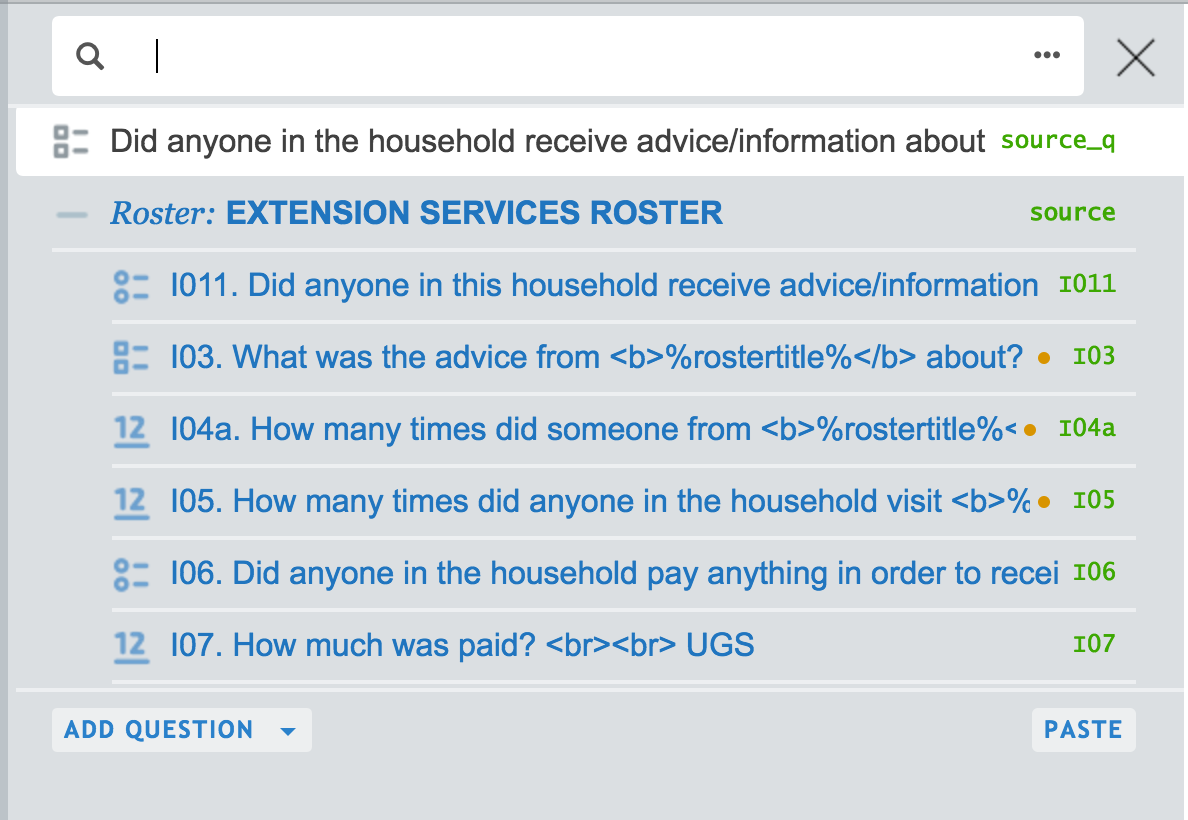 Did anyone in the household receive advice/information about source_q
Roster: EXTENSION SERVICES ROSTER source
I011. Did anyone in this household receive advice/information I011
I03. What was the advice from <b>%rostertitle%</b> about? I03
12 I04a. How many times did someone from <b>%rostertitle%< I04a
12 I05. How many times did anyone in the household visit <b>% I05
I06. Did anyone in the household pay anything in order to recei I06
12 I07. How much was paid? <br><br> UGS I07
ADD QUESTION PASTE